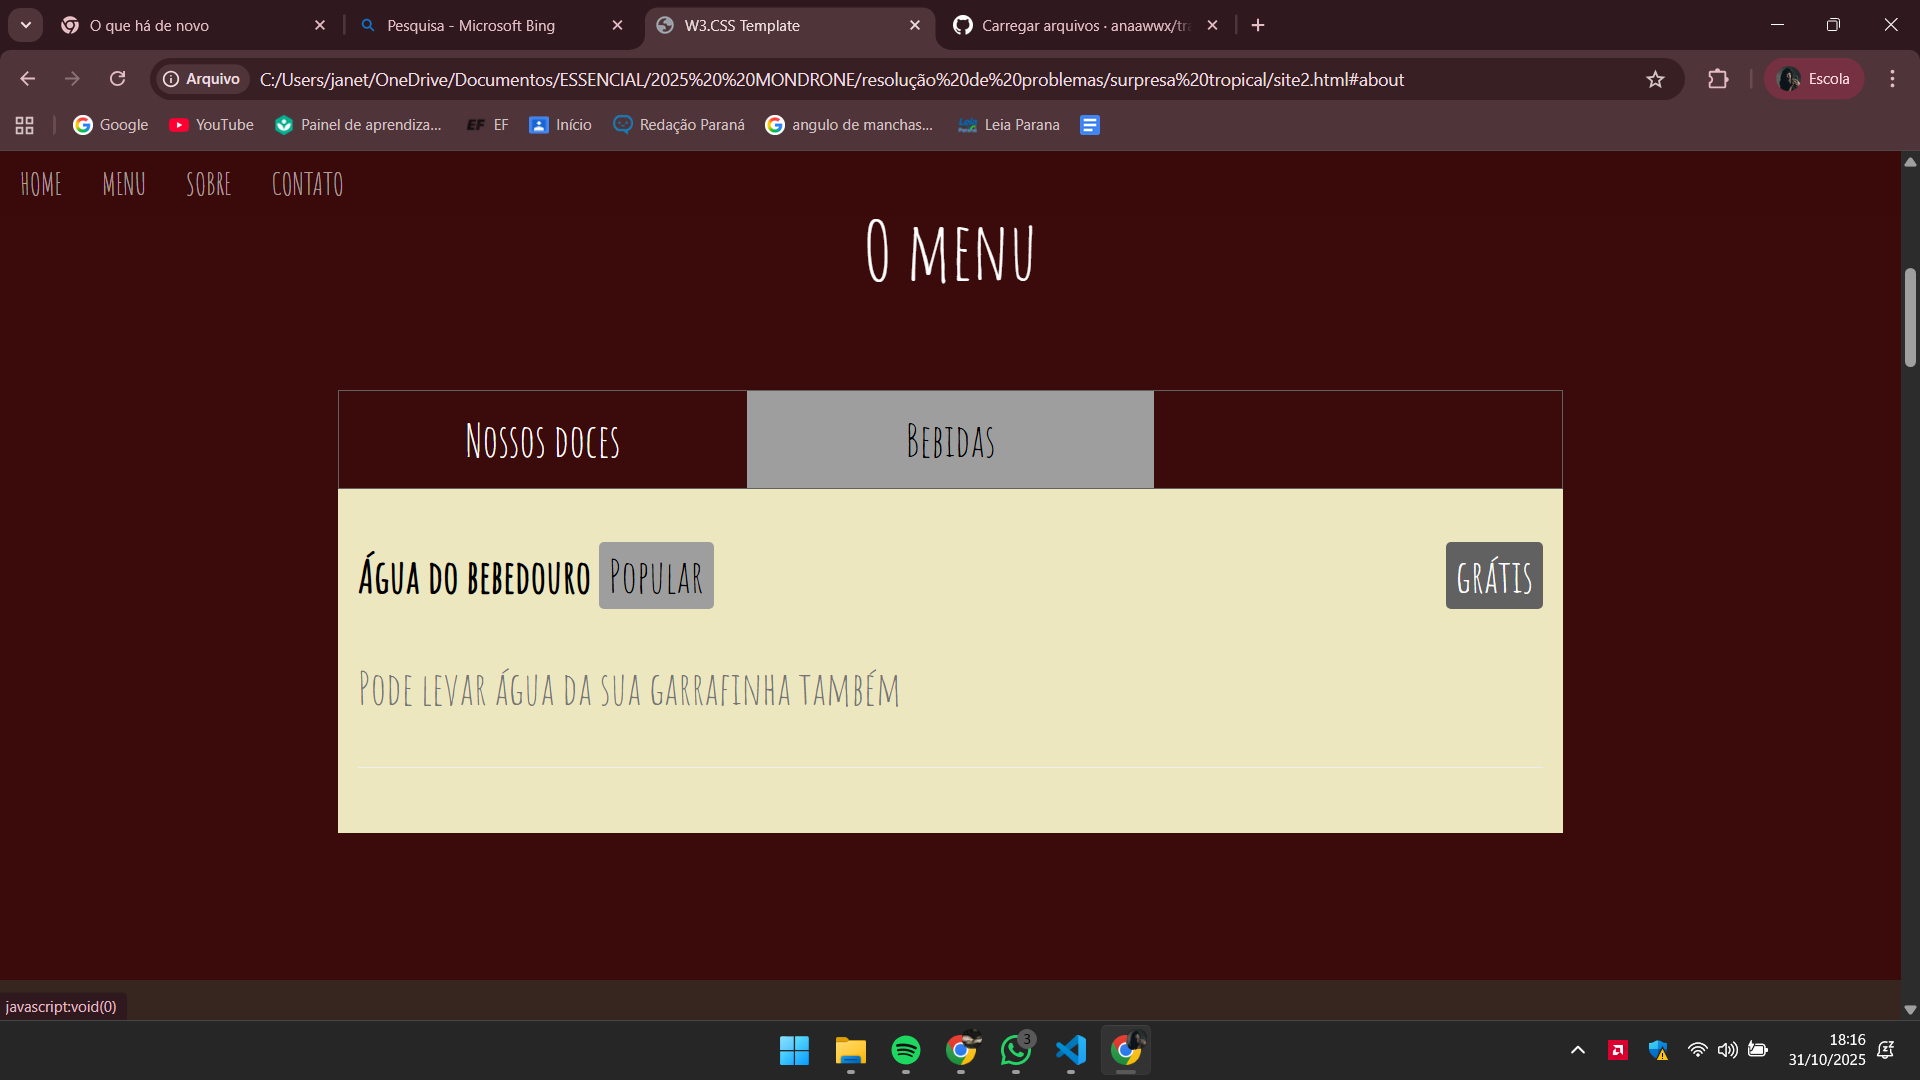 O que há de novo
Pesquisa - Microsoft Bing
W3.CSS Template
Carregar arquivos · anaawwx/tra
Arquivo
C:/Users/janet/OneDrive/Documentos/ESSENCIAL/2025%20%20MONDRONE/resolução%20de%20problemas/surpresa%20tropical/site2.html#about
Escola
Google
YouTube
Painel de aprendiza...
EF EF
Início
Redação Paraná
angulo de manchas...
Leia Parana
HOME MENU SOBRE CONTATO
O menu
Nossos doces
Bebidas
Água do bebedouro Popular
grátis
Pode levar água da sua garrafinha também
javascript:void(0)
3
18:16
31/10/2025